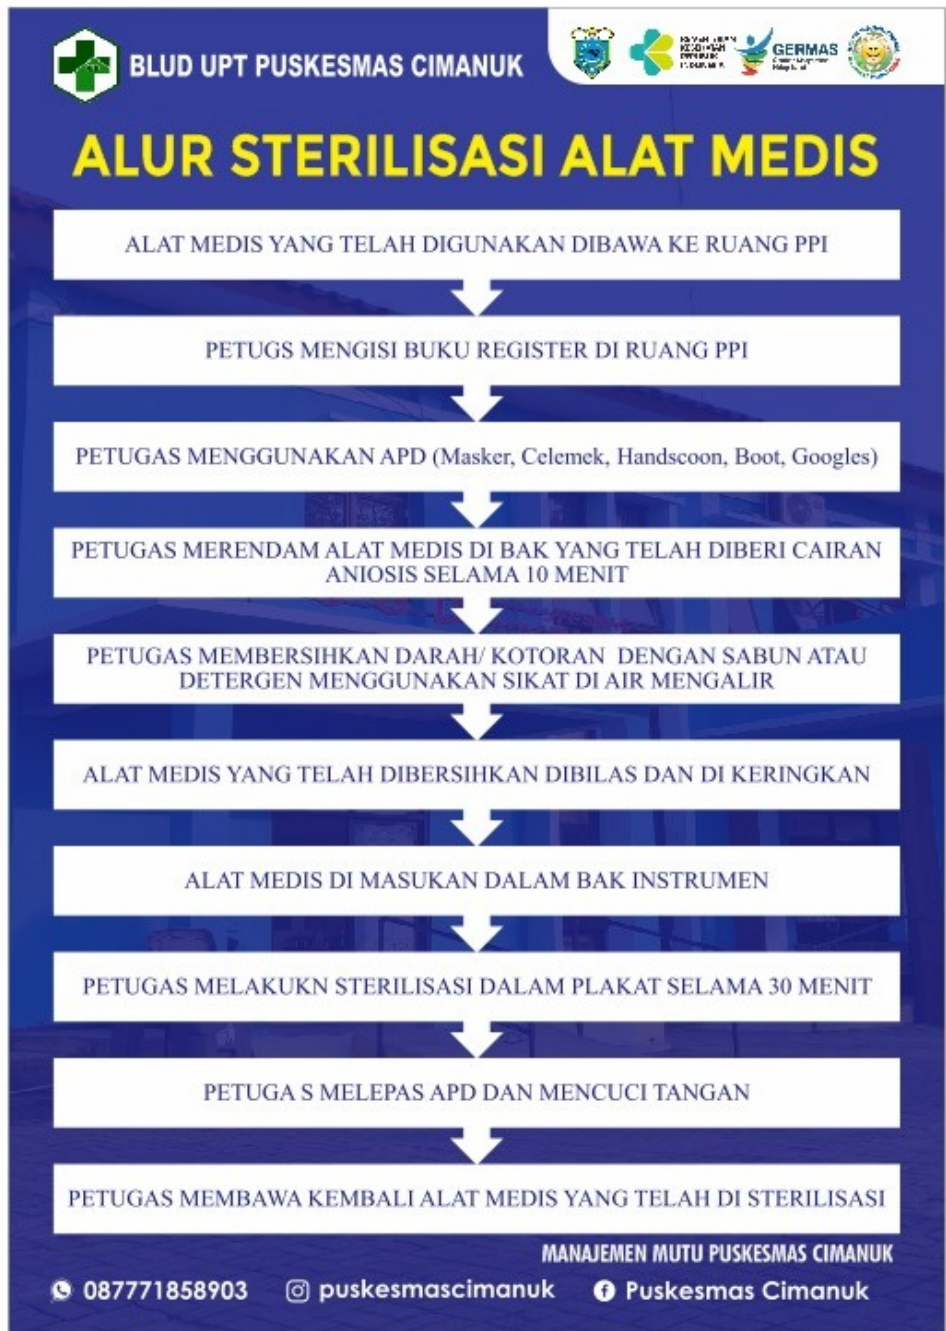 BLUD UPT PUSKESMAS CIMANUK
GERMAS
ALUR STERILISASI ALAT MEDIS
ALAT MEDIS YANG TELAH DIGUNAKAN DIBAWA KE RUANG PPI
PETUGS MENGISI BUKU REGISTER DI RUANG PPI
PETUGAS MENGGUNAKAN APD (Masker, Celemek, Handscoon, Boot, Googles)
PETUGAS MERENDAM ALAT MEDIS DI BAK YANG TELAH DIBERI CAIRAN
ANIOSIS SELAMA 10 MENIT
PETUGAS MEMBERSIHKAN DARAH/ KOTORAN DENGAN SABUN ATAU
DETERGEN MENGGUNAKAN SIKAT DI AIR MENGALIR
ALAT MEDIS YANG TELAH DIBERSIHKAN DIBILAS DAN DI KERINGKAN
ALAT MEDIS DI MASUKAN DALAM BAK INSTRUMEN
PETUGAS MELAKUKN STERILISASI DALAM PLAKAT SELAMA 30 MENIT
PETUGA S MELEPAS APD DAN MENCUCI TANGAN
PETUGAS MEMBAWA KEMBALI ALAT MEDIS YANG TELAH DI STERILISASI
MANAJEMEN MUTU PUSKESMAS CIMANUK
087771858903 puskesmascimanuk Puskesmas Cimanuk